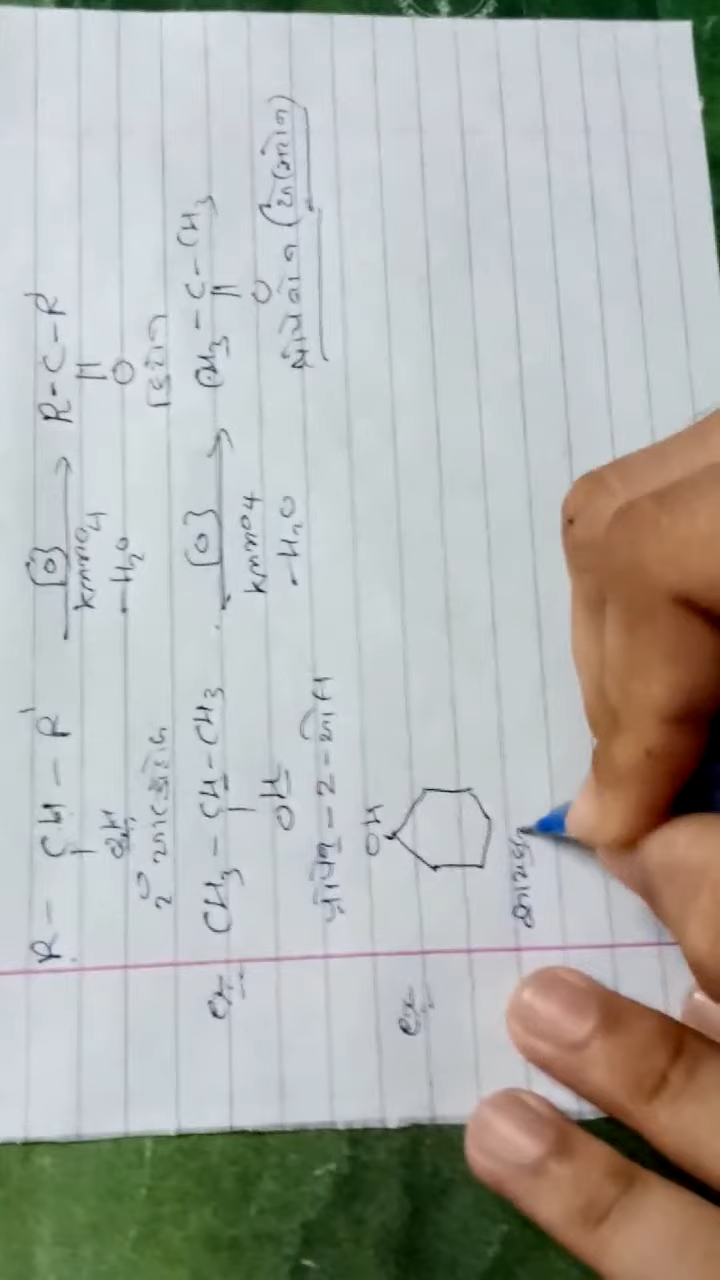 R – CH – R' [O] → R–C–R'
OH KMnO4 || O
–H2O
2° આલ્કોહોલ કિટોન
Ex CH3 – CH–CH3 [O] → CH3 – C – CH3
OH KMnO4 || O
–H2O
પ્રોપેન – 2 – ઓલ પ્રોપેનોન (એસિટોન)
Ex OH
સાયક્લ